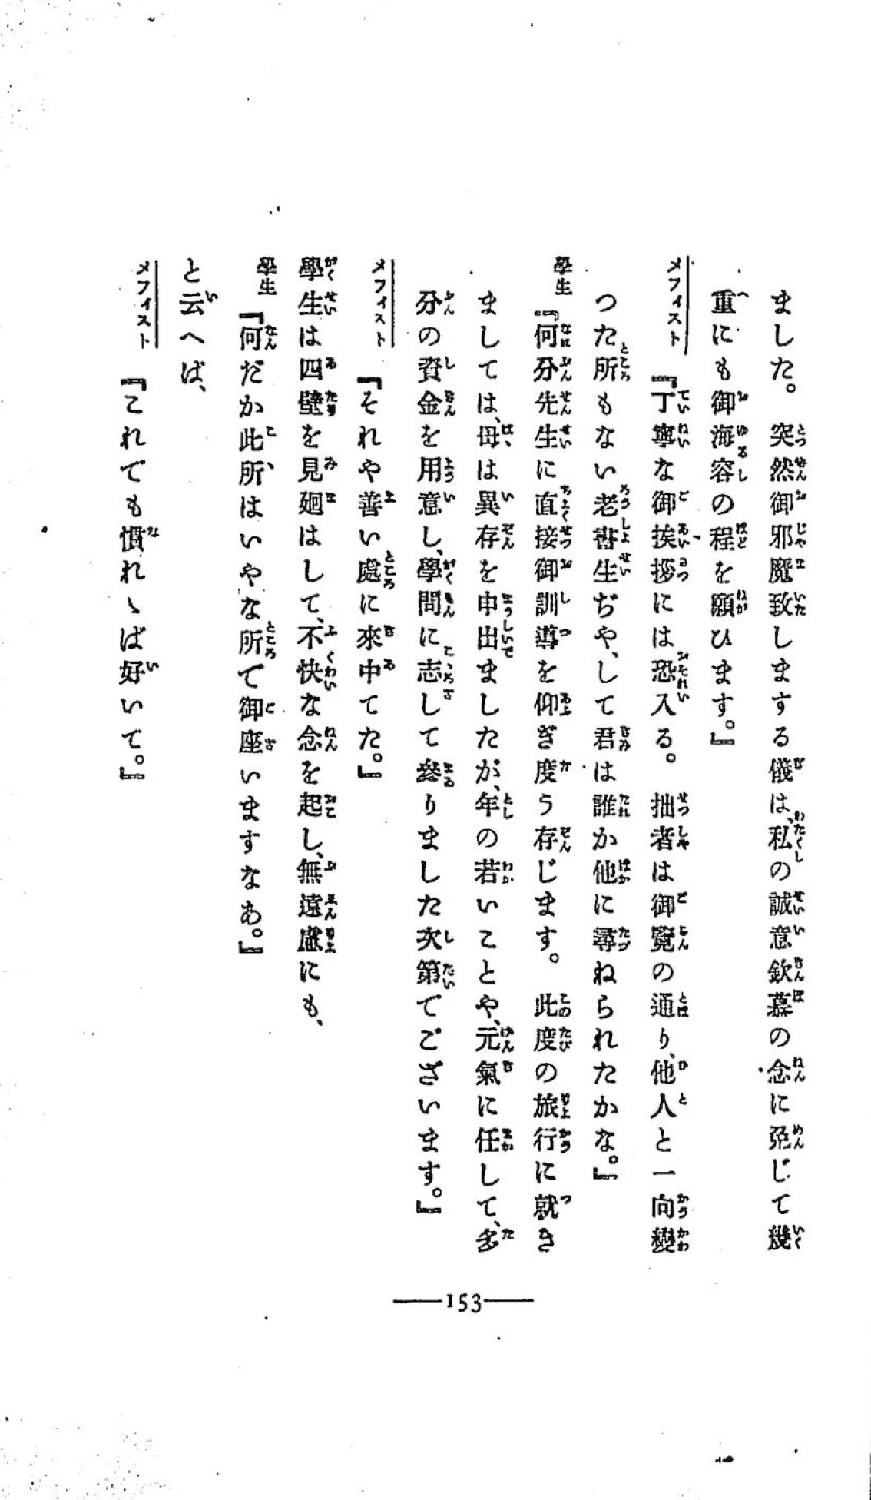 ました。突然御邪魔致しまする儀は、私の誠意欽慕の念に免じて幾
重にも御海容の程を願ひます。』
メフィスト『丁寧な御挨拶には恐入る。拙者は御覽の通り、他人と一向變
つた所もない老書生ぢや、して君は誰か他に尋ねられたかな。』
學生『何分先生に直接御訓導を仰ぎ度う存じます。此度の旅行に就き
ましては、母は異存を申出ましたが、年の若いことや、元氣に任して、多
分の資金を用意し、學問に志して參りました次第でございます。』
メフィスト『それや善い處に來中てた。』
學生は四壁を見廻はして、不快な念を起し、無遠慮にも、
學生『何だか此所はいやな所で御座いますなあ。』
と云へば、
メフィスト『これでも慣れゝば好いて。』
153